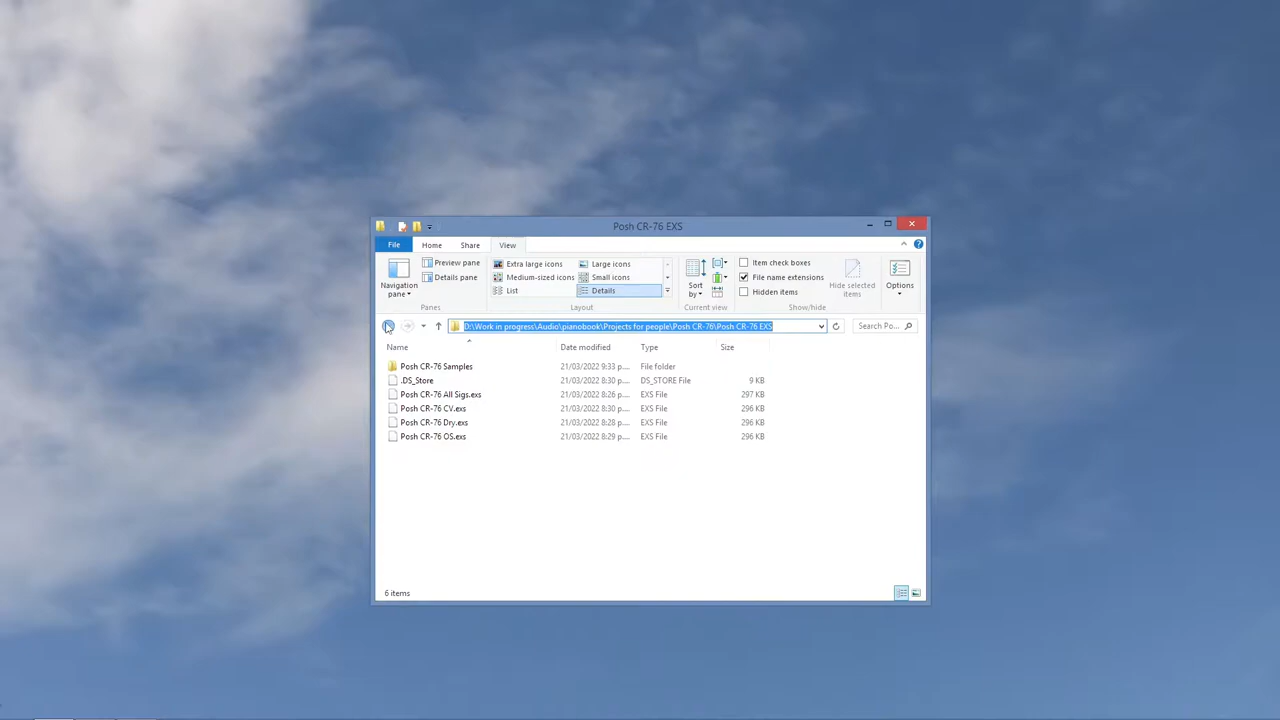 Posh CR-76 EXS
File Home Share View
Navigation pane
Preview pane
Details pane
Panes
Extra large icons Large icons
Medium-sized icons Small icons
List Details
Layout
Sort by
Current view
Item check boxes
File name extensions
Hidden items
Hide selected items
Show/hide
Options
D:\Work in progress\Audio\pianobook\Projects for people\Posh CR-76\Posh CR-76 EXS
Search Po...
Name Date modified Type Size
Posh CR-76 Samples 21/03/2022 9:33 p.... File folder
.DS_Store 21/03/2022 8:30 p.... DS_STORE File 9 KB
Posh CR-76 All Sigs.exs 21/03/2022 8:26 p.... EXS File 297 KB
Posh CR-76 CV.exs 21/03/2022 8:30 p.... EXS File 296 KB
Posh CR-76 Dry.exs 21/03/2022 8:28 p.... EXS File 296 KB
Posh CR-76 OS.exs 21/03/2022 8:29 p.... EXS File 296 KB
6 items